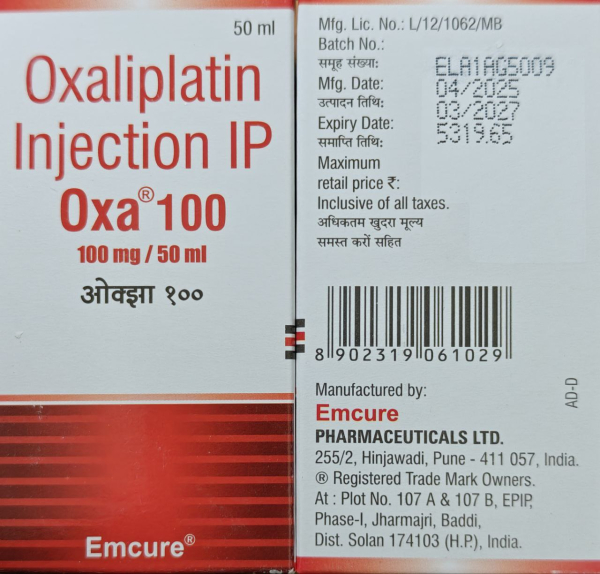 50 ml
Oxaliplatin
Injection IP
Oxa® 100
100 mg / 50 ml
ओक्झा १००
Emcure®
Mfg. Lic. No.: L/12/1062/MB
Batch No.:
समूह संख्या: ELA1AG5009
Mfg. Date: 04/2025
उत्पादन तिथि:
Expiry Date: 03/2027
समाप्ति तिथि: 5319.65
Maximum
retail price ₹:
Inclusive of all taxes.
अधिकतम खुदरा मूल्य
समस्त करों सहित
8 902319 061029
Manufactured by:
Emcure
PHARMACEUTICALS LTD.
255/2, Hinjawadi, Pune - 411 057, India.
® Registered Trade Mark Owners.
At : Plot No. 107 A & 107 B, EPIP,
Phase-I, Jharmajri, Baddi,
Dist. Solan 174103 (H.P.), India.
AD-D